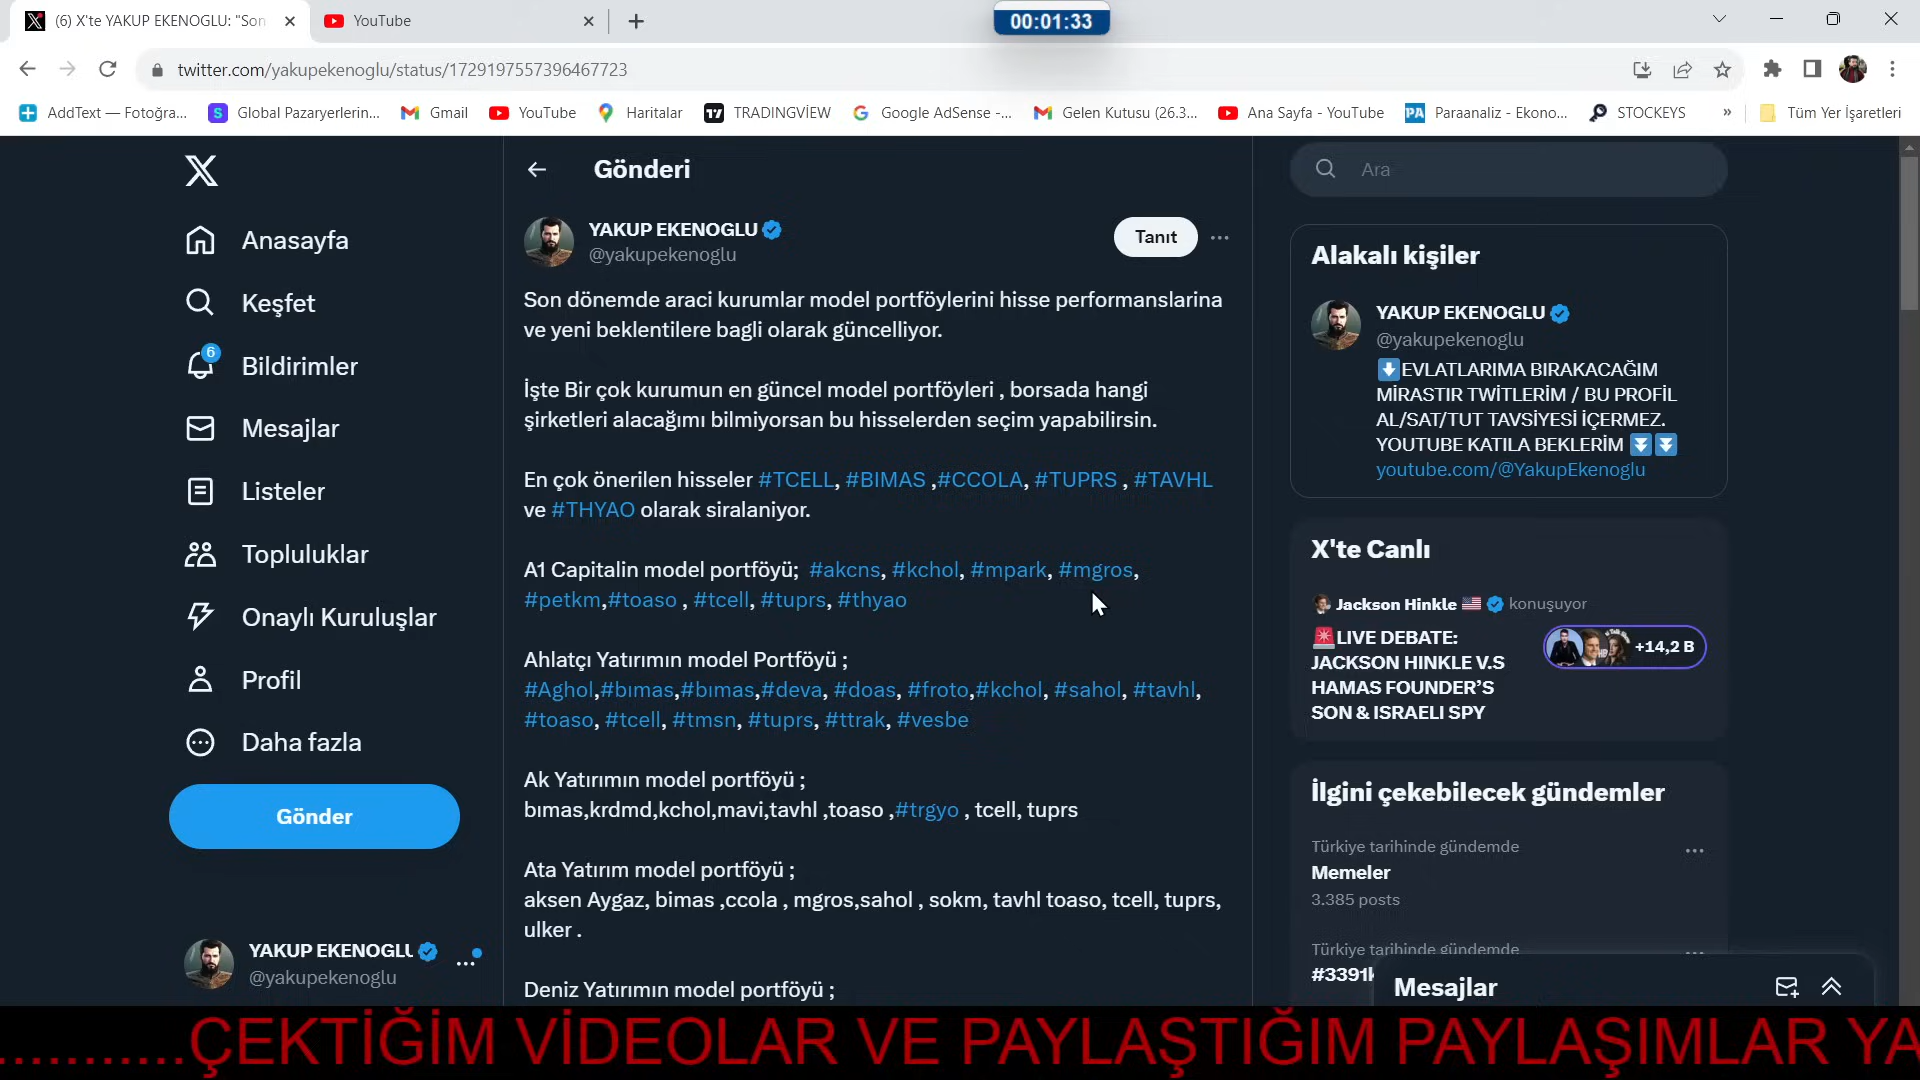 (6) X'te YAKUP EKENOGLU: "Son
YouTube
00:01:33
twitter.com/yakupekenoglu/status/1729197557396467723
AddText — Fotoğra...
Global Pazaryerlerin...
Gmail
YouTube
Haritalar
TRADINGVİEW
Google AdSense -...
Gelen Kutusu (26.3...
Ana Sayfa - YouTube
PA Paraanaliz - Ekono...
STOCKEYS
»
Tüm Yer İşaretleri
Anasayfa
Keşfet
6
Bildirimler
Mesajlar
Listeler
Topluluklar
Onaylı Kuruluşlar
Profil
Daha fazla
Gönder
YAKUP EKENOGLU
@yakupekenoglu
Gönderi
YAKUP EKENOGLU
@yakupekenoglu
Tanıt
Son dönemde araci kurumlar model portföylerini hisse performanslarina
ve yeni beklentilere bagli olarak güncelliyor.
İşte Bir çok kurumun en güncel model portföyleri , borsada hangi
şirketleri alacağımı bilmiyorsan bu hisselerden seçim yapabilirsin.
En çok önerilen hisseler #TCELL, #BIMAS ,#CCOLA, #TUPRS , #TAVHL
ve #THYAO olarak siralaniyor.
A1 Capitalin model portföyü; #akcns, #kchol, #mpark, #mgros,
#petkm,#toaso , #tcell, #tuprs, #thyao
Ahlatçı Yatırımın model Portföyü ;
#Aghol,#bımas,#bımas,#deva, #doas, #froto,#kchol, #sahol, #tavhl,
#toaso, #tcell, #tmsn, #tuprs, #ttrak, #vesbe
Ak Yatırımın model portföyü ;
bımas,krdmd,kchol,mavi,tavhl ,toaso ,#trgyo , tcell, tuprs
Ata Yatırım model portföyü ;
aksen Aygaz, bimas ,ccola , mgros,sahol , sokm, tavhl toaso, tcell, tuprs,
ulker .
Deniz Yatırımın model portföyü ;
Ara
Alakalı kişiler
YAKUP EKENOGLU
@yakupekenoglu
⬇️EVLATLARIMA BIRAKACAĞIM
MİRASTIR TWİTLERİM / BU PROFİL
AL/SAT/TUT TAVSİYESİ İÇERMEZ.
YOUTUBE KATILA BEKLERİM ⏬⏬
youtube.com/@YakupEkenoglu
X'te Canlı
Jackson Hinkle 🇺🇸 konuşuyor
🚨LIVE DEBATE:
JACKSON HINKLE V.S
HAMAS FOUNDER'S
SON & ISRAELI SPY
+14,2 B
İlgini çekebilecek gündemler
Türkiye tarihinde gündemde
Memeler
3.385 posts
Türkiye tarihinde gündemde
Mesajlar
...........ÇEKTİĞİM VİDEOLAR VE PAYLAŞTIĞIM PAYLAŞIMLAR YA